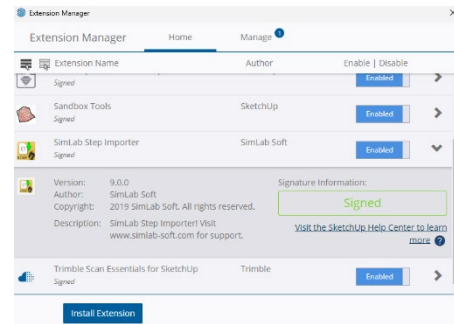 Extension Manager
Extension Manager Home Manage 1
Extension Name Author Enable | Disable
Signed Enabled
Sandbox Tools SketchUp
Signed Enabled
SimLab Step Importer SimLab Soft
Signed Enabled
Version: 9.0.0 Signature Information:
Author: SimLab Soft
Copyright: 2019 SimLab Soft. All rights reserved. Signed
Description: SimLab Step Importer! Visit
www.simlab-soft.com for support. Visit the SketchUp Help Center to learn
more ?
Trimble Scan Essentials for SketchUp Trimble
Signed Enabled
Install Extension